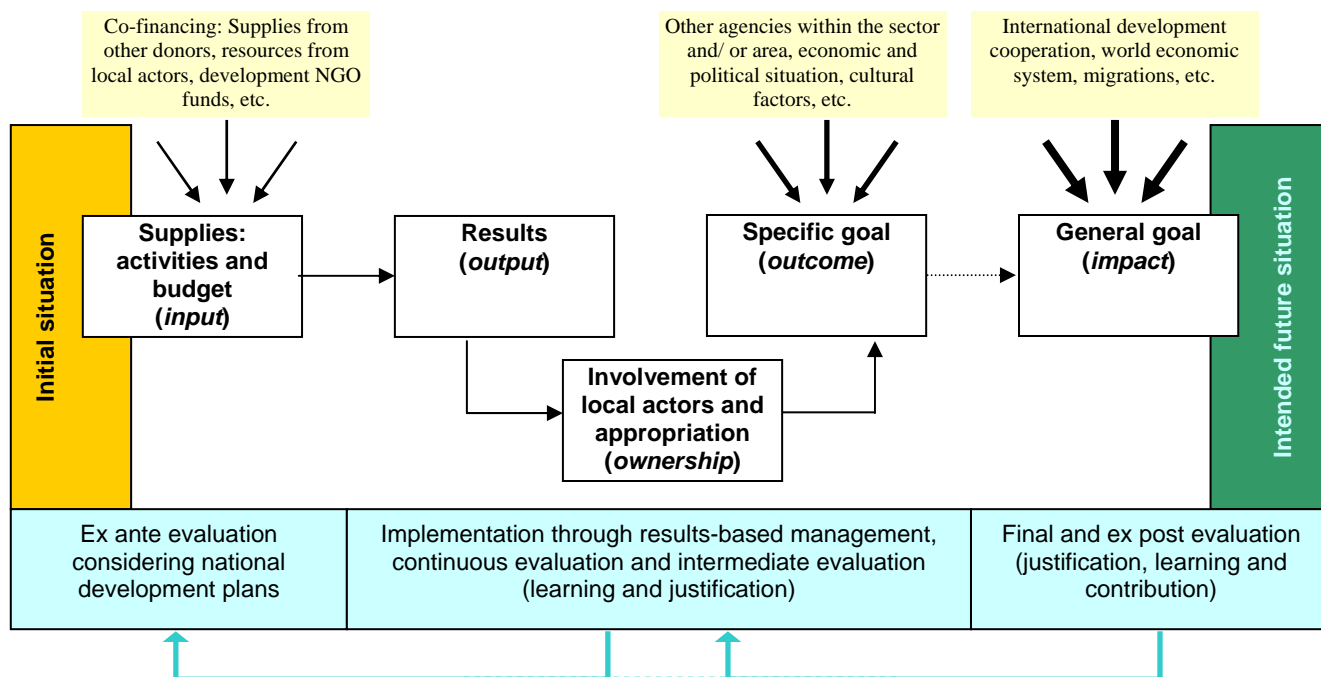 Co-financing: Supplies from
other donors, resources from
local actors, development NGO
funds, etc.
Other agencies within the sector
and/ or area, economic and
political situation, cultural
factors, etc.
International development
cooperation, world economic
system, migrations, etc.
Initial situation
Supplies:
activities and
budget
(input)
Results
(output)
Involvement of
local actors and
appropriation
(ownership)
Specific goal
(outcome)
General goal
(impact)
Intended future situation
Ex ante evaluation
considering national
development plans
Implementation through results-based management,
continuous evaluation and intermediate evaluation
(learning and justification)
Final and ex post evaluation
(justification, learning and
contribution)